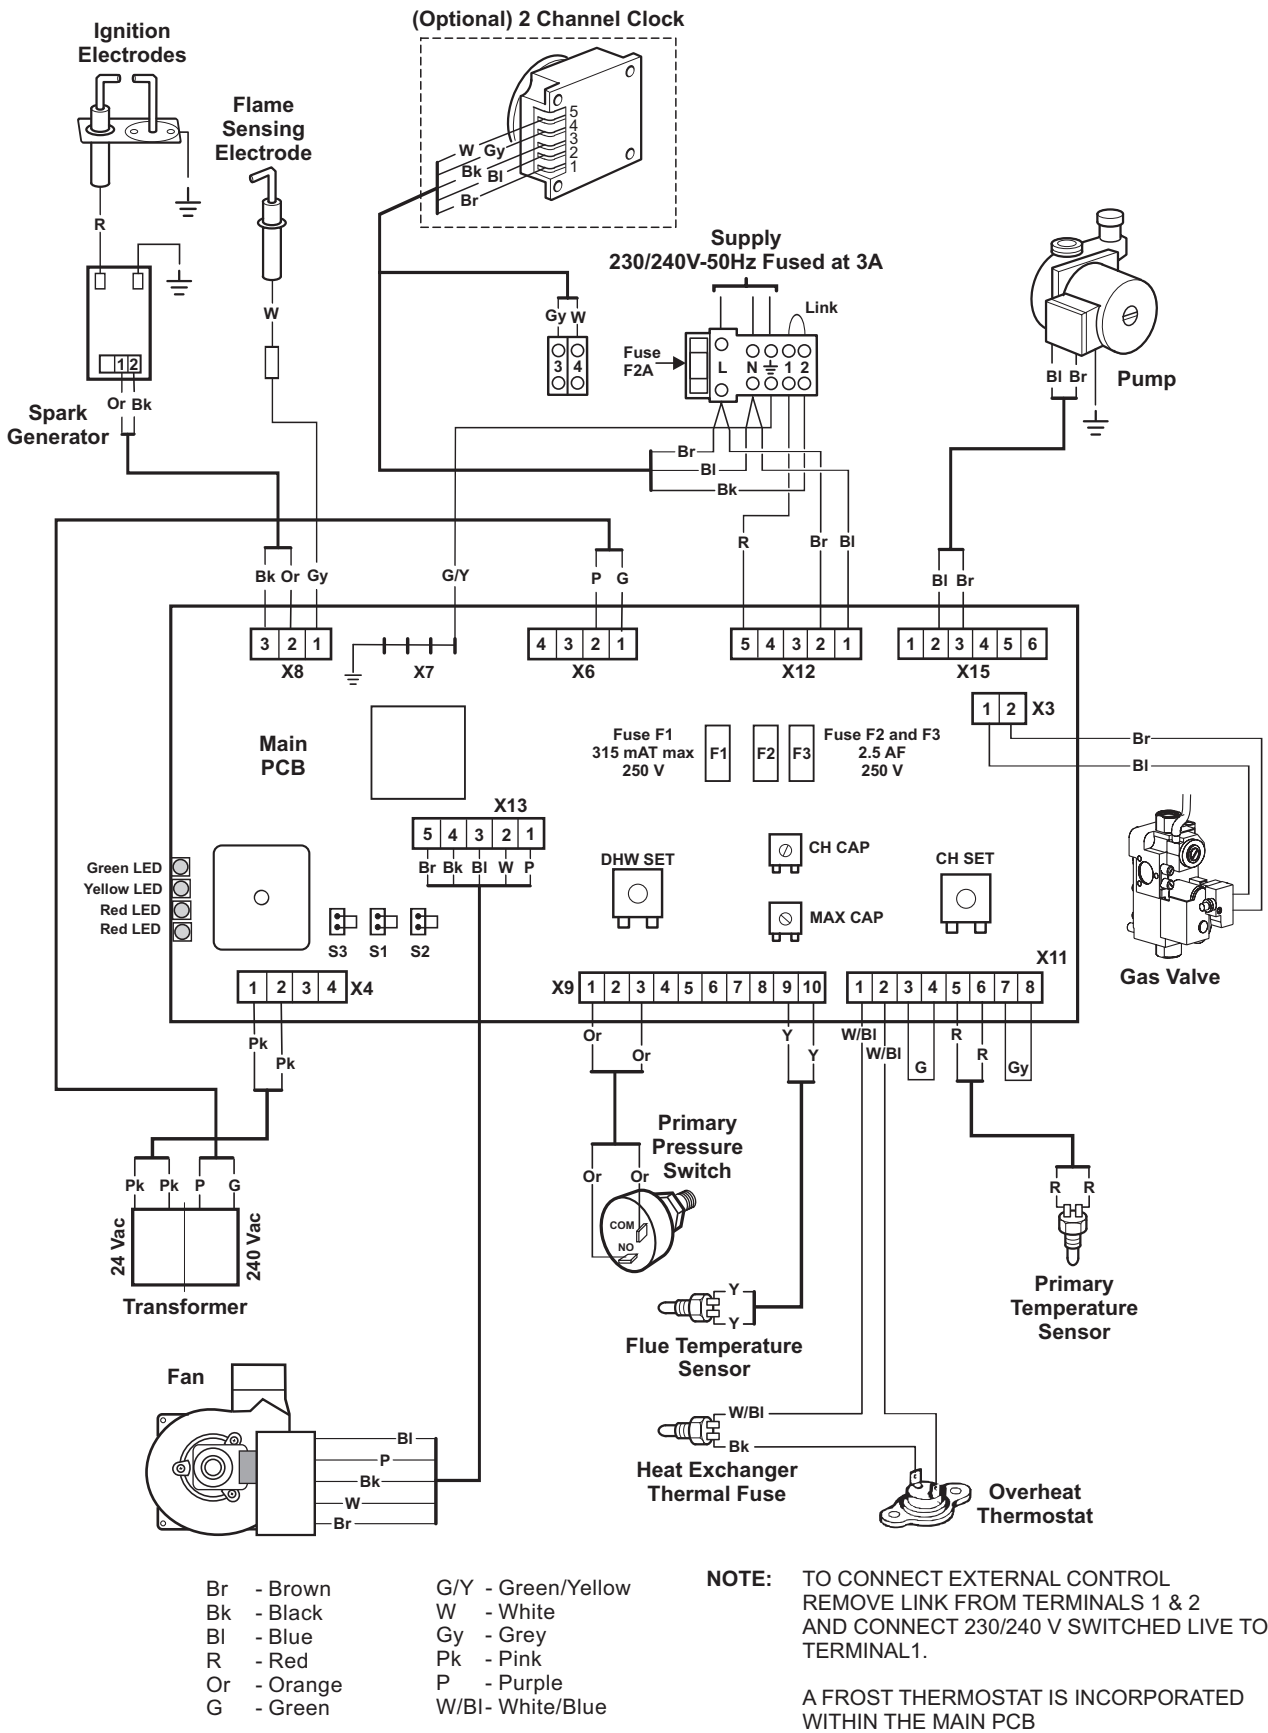 (Optional) 2 Channel Clock
Ignition
Electrodes
Flame
Sensing
Electrode
5
4
3
2
1
W Gy
Bk Bl
Br
R
Supply
230/240V-50Hz Fused at 3A
Link
W
Gy W
3 4
Fuse
F2A
L N 1 2
Bl Br
Pump
1 2
Or Bk
Spark
Generator
Br
Bl
Bk
R Br Bl
Bk Or Gy
G/Y
P G
Bl Br
3 2 1
X8
X7
4 3 2 1
X6
5 4 3 2 1
X12
1 2 3 4 5 6
X15
1 2 X3
Main
PCB
Fuse F1
315 mAT max
250 V
F1 F2 F3
Fuse F2 and F3
2.5 AF
250 V
Br
Bl
X13
5 4 3 2 1
Br Bk Bl W P
Green LED
Yellow LED
Red LED
Red LED
DHW SET
CH CAP
MAX CAP
CH SET
S3 S1 S2
Gas Valve
X11
1 2 3 4 X4
X9 1 2 3 4 5 6 7 8 9 10
1 2 3 4 5 6 7 8
Pk
Pk
Or
Or
Y
Y
W/Bl
W/Bl
G
R
R
Gy
Primary
Pressure
Switch
Pk Pk P G
Or Or
COM
NO
R R
24 Vac
240 Vac
Transformer
Primary
Temperature
Sensor
Y
Y
Flue Temperature
Sensor
Fan
W/Bl
Bk
Heat Exchanger
Thermal Fuse
Overheat
Thermostat
Bl
P
Bk
W
Br
Br - Brown
Bk - Black
Bl - Blue
R - Red
Or - Orange
G - Green
G/Y - Green/Yellow
W - White
Gy - Grey
Pk - Pink
P - Purple
W/Bl - White/Blue
NOTE: TO CONNECT EXTERNAL CONTROL
REMOVE LINK FROM TERMINALS 1 & 2
AND CONNECT 230/240 V SWITCHED LIVE TO
TERMINAL1.
A FROST THERMOSTAT IS INCORPORATED
WITHIN THE MAIN PCB